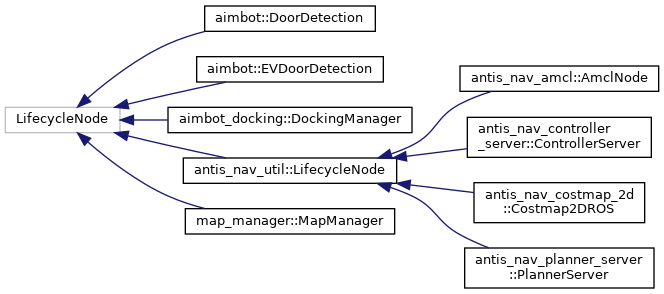 aimbot::DoorDetection
aimbot::EVDoorDetection
LifecycleNode
aimbot_docking::DockingManager
antis_nav_util::LifecycleNode
map_manager::MapManager
antis_nav_amcl::AmclNode
antis_nav_controller
_server::ControllerServer
antis_nav_costmap_2d
::Costmap2DROS
antis_nav_planner_server
::PlannerServer